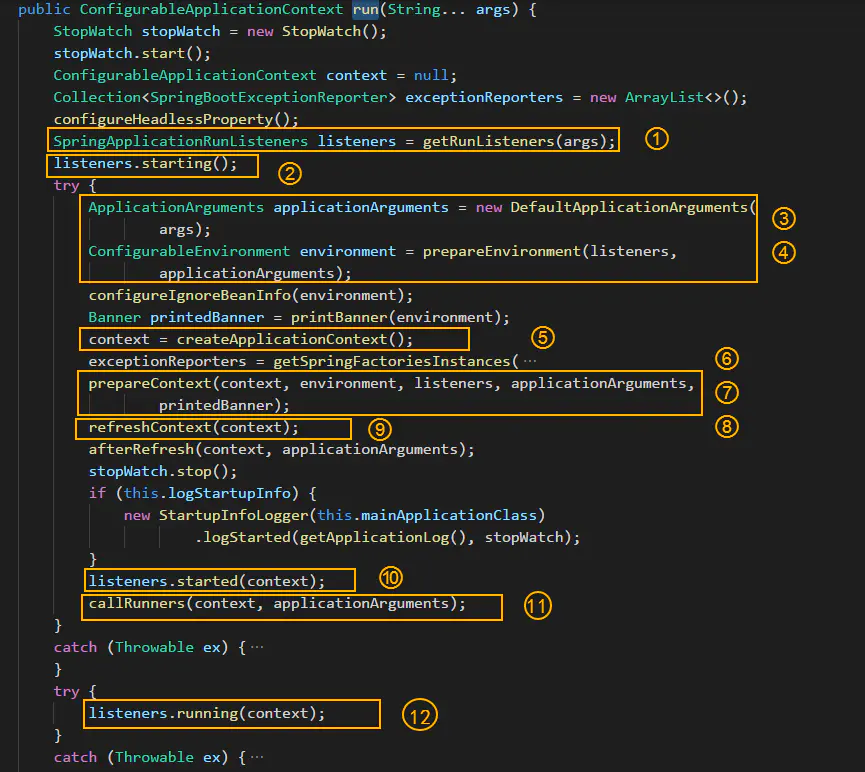 public ConfigurableApplicationContext run(String... args) {
StopWatch stopWatch = new StopWatch();
stopWatch.start();
ConfigurableApplicationContext context = null;
Collection<SpringBootExceptionReporter> exceptionReporters = new ArrayList<>();
configureHeadlessProperty();
SpringApplicationRunListeners listeners = getRunListeners(args); ①
listeners.starting(); ②
try {
ApplicationArguments applicationArguments = new DefaultApplicationArguments( ③
args);
ConfigurableEnvironment environment = prepareEnvironment(listeners, ④
applicationArguments);
configureIgnoreBeanInfo(environment);
Banner printedBanner = printBanner(environment);
context = createApplicationContext(); ⑤
exceptionReporters = getSpringFactoriesInstances(··· ⑥
prepareContext(context, environment, listeners, applicationArguments, ⑦
printedBanner);
refreshContext(context); ⑨ ⑧
afterRefresh(context, applicationArguments);
stopWatch.stop();
if (this.logStartupInfo) {
new StartupInfoLogger(this.mainApplicationClass)
.logStarted(getApplicationLog(), stopWatch);
}
listeners.started(context); ⑩
callRunners(context, applicationArguments); ⑪
}
catch (Throwable ex) {···
}
try {
listeners.running(context); ⑫
}
catch (Throwable ex) {···